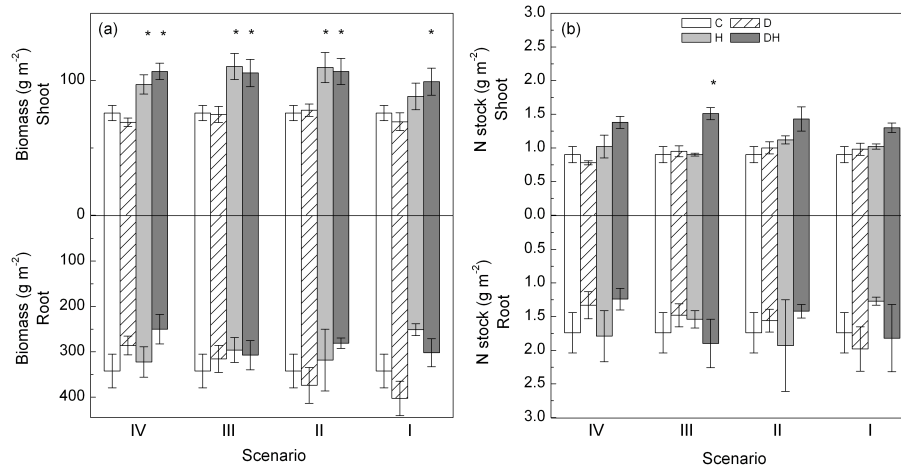 (a)
* * * * * * *
Biomass (g m⁻²)
Shoot
100
0
Biomass (g m⁻²)
Root
100
200
300
400
IV III II I
Scenario
(b)
C D
H DH
*
N stock (g m⁻²)
Shoot
3.0
2.5
2.0
1.5
1.0
0.5
0.0
N stock (g m⁻²)
Root
0.5
1.0
1.5
2.0
2.5
3.0
IV III II I
Scenario